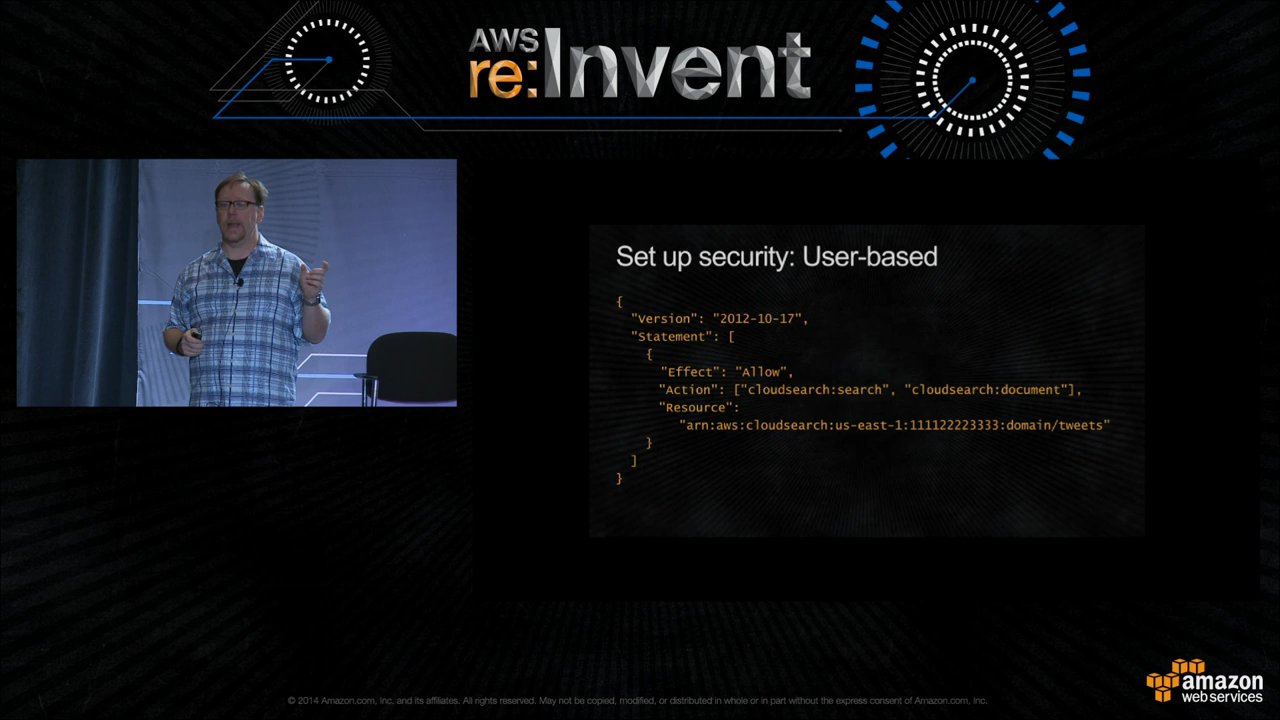 AWS
re:Invent
Set up security: User-based
{
"Version": "2012-10-17",
"Statement": [
{
"Effect": "Allow",
"Action": ["cloudsearch:search", "cloudsearch:document"],
"Resource":
"arn:aws:cloudsearch:us-east-1:111122223333:domain/tweets"
}
]
}
amazon
web services
© 2014 Amazon.com, Inc, and its affiliates. All rights reserved. May not be copied, modified, or distributed in whole or in part without the express consent of Amazon.com, Inc.